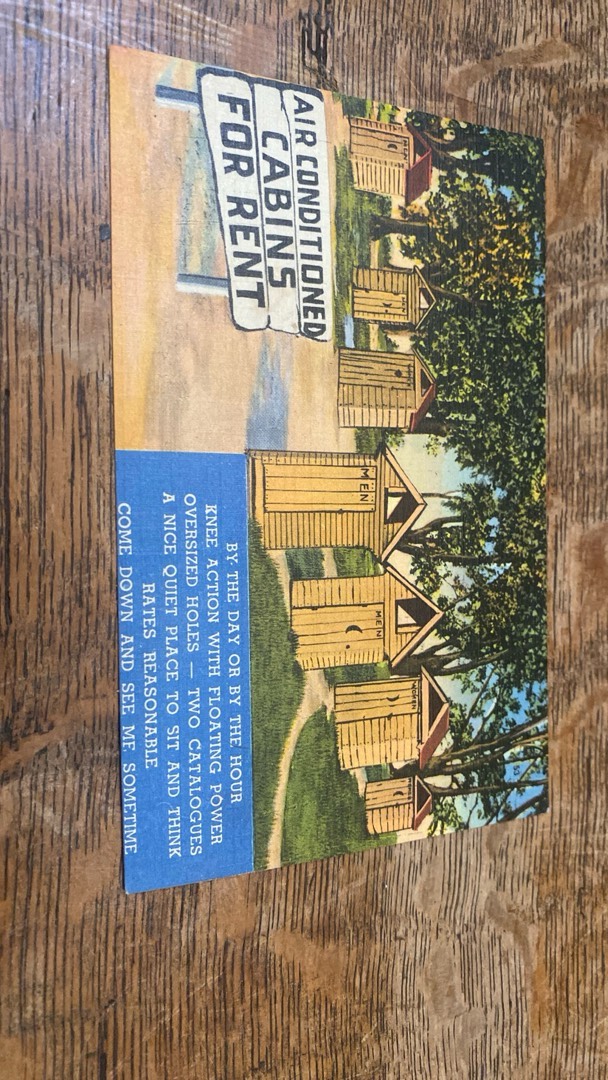 AIR CONDITIONED
CABINS
FOR RENT
MEN
MEN
MEN
MEN
WOMEN
BY THE DAY OR BY THE HOUR
KNEE ACTION WITH FLOATING POWER
OVERSIZED HOLES — TWO CATALOGUES
A NICE QUIET PLACE TO SIT AND THINK
RATES REASONABLE
COME DOWN AND SEE ME SOMETIME